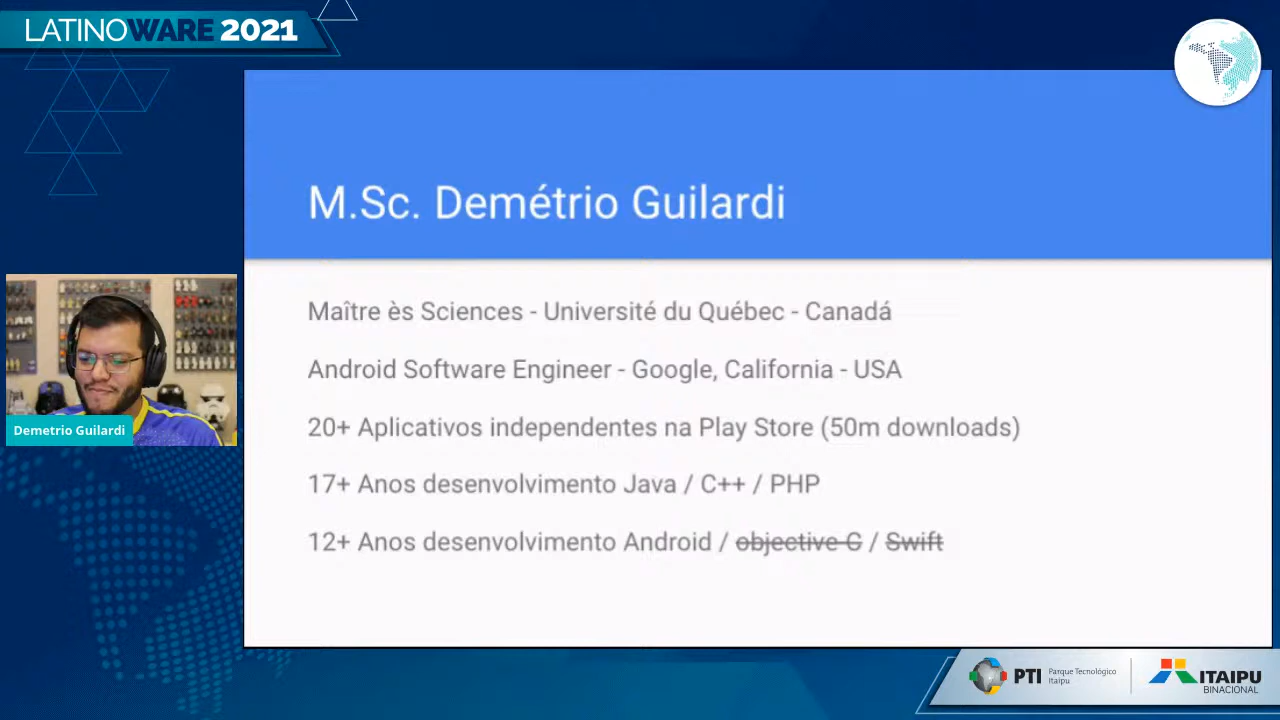 LATINOWARE 2021
M.Sc. Demétrio Guilardi
Maître ès Sciences - Université du Québec - Canadá
Android Software Engineer - Google, California - USA
20+ Aplicativos independentes na Play Store (50m downloads)
17+ Anos desenvolvimento Java / C++ / PHP
12+ Anos desenvolvimento Android / objective C / Swift
Demetrio Guilardi
PTI Parque Tecnológico
Itaipu
ITAIPU
BINACIONAL